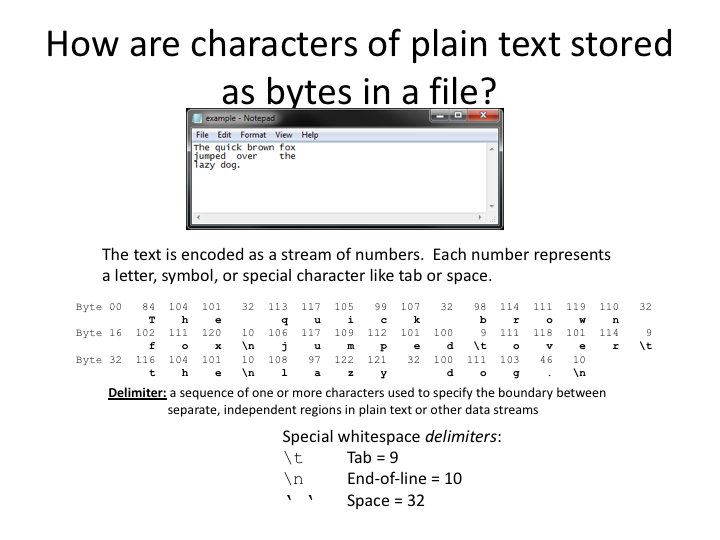 How are characters of plain text stored
as bytes in a file?
example - Notepad
File Edit Format View Help
The quick brown fox
jumped over the
lazy dog.
The text is encoded as a stream of numbers. Each number represents
a letter, symbol, or special character like tab or space.
Byte 00 84 104 101 32 113 117 105 99 107 32 98 114 111 119 110 32
T h e q u i c k b r o w n
Byte 16 102 111 120 10 106 117 109 112 101 100 9 111 118 101 114 9
f o x \n j u m p e d \t o v e r \t
Byte 32 116 104 101 10 108 97 122 121 32 100 111 103 46 10
t h e \n l a z y d o g . \n
Delimiter: a sequence of one or more characters used to specify the boundary between
separate, independent regions in plain text or other data streams
Special whitespace delimiters:
\t Tab = 9
\n End-of-line = 10
‘ ‘ Space = 32